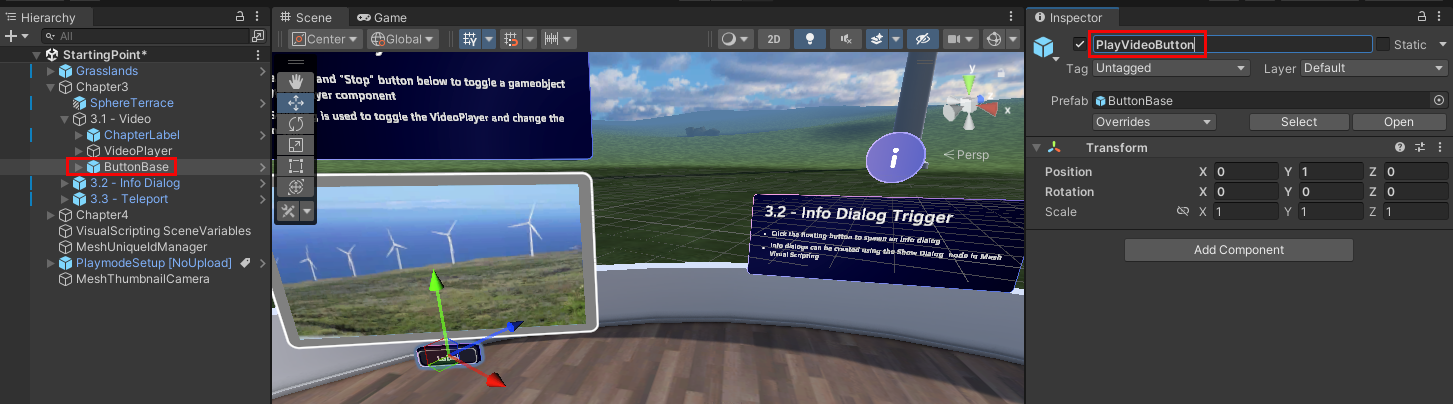 Hierarchy
All
StartingPoint*
Grasslands
Chapter3
SphereTerrace
3.1 - Video
ChapterLabel
VideoPlayer
ButtonBase
3.2 - Info Dialog
3.3 - Teleport
Chapter4
VisualScripting SceneVariables
MeshUniqueIdManager
PlaymodeSetup [NoUpload]
MeshThumbnailCamera
Scene
Game
Center
Global
2D
and "Stop" button below to toggle a gameobject
yer component
is used to toggle the VideoPlayer and change the
y
x
Persp
i
3.2 - Info Dialog Trigger
• Click the floating button to spawn an info dialog
• Info dialogs can be created using the Show Dialog node in Mesh
Visual Scripting
Label
Inspector
PlayVideoButton
Static
Tag Untagged Layer Default
Prefab ButtonBase
Overrides Select Open
Transform
Position X 0 Y 1 Z 0
Rotation X 0 Y 0 Z 0
Scale X 1 Y 1 Z 1
Add Component